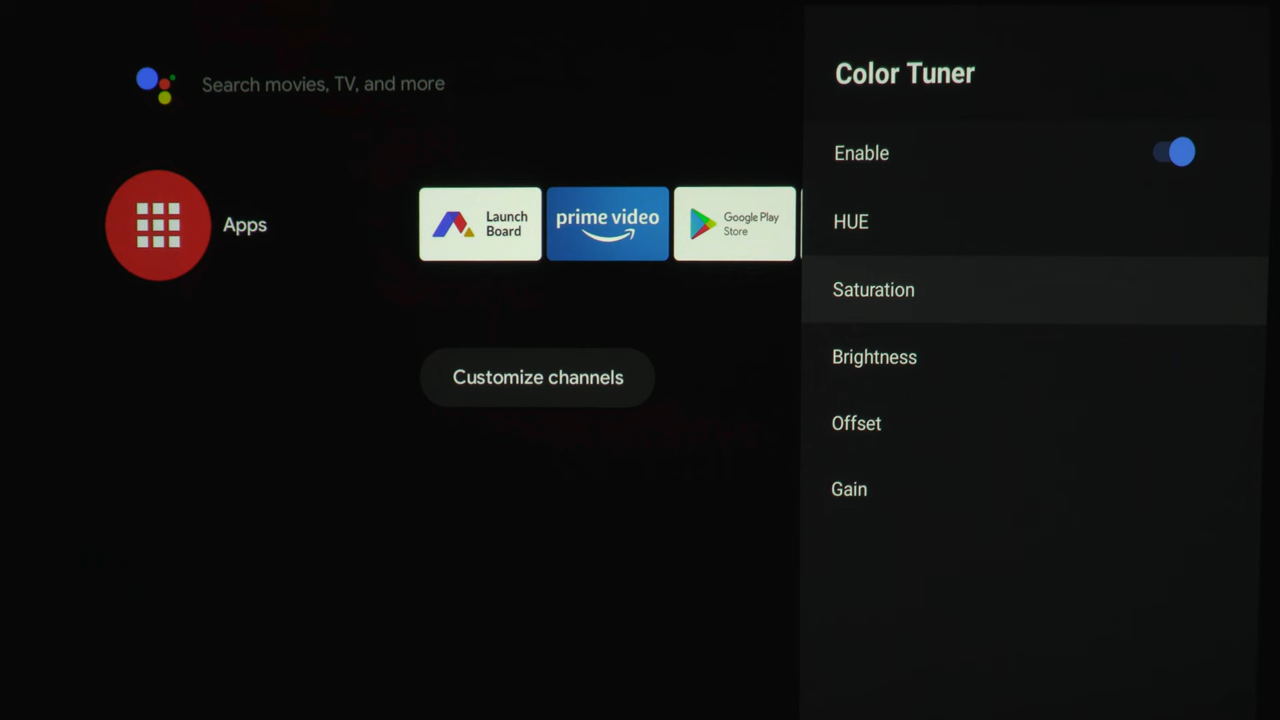 Search movies, TV, and more
Apps
Launch
Board
prime video
Google Play
Store
Customize channels
Color Tuner
Enable
HUE
Saturation
Brightness
Offset
Gain